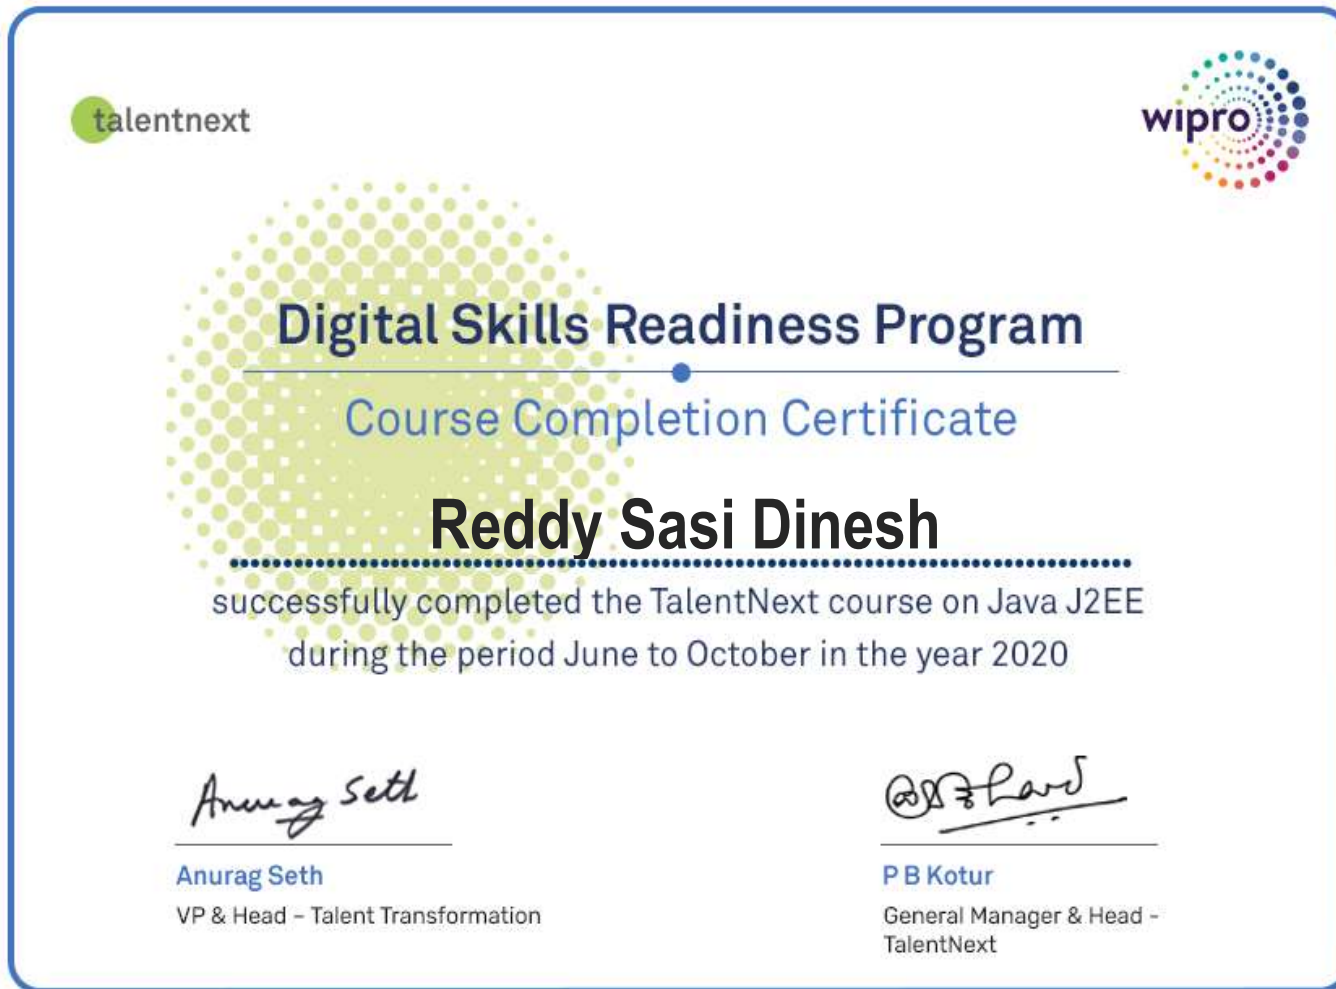 talentnext
wipro
Digital Skills Readiness Program
Course Completion Certificate
Reddy Sasi Dinesh
successfully completed the TalentNext course on Java J2EE
during the period June to October in the year 2020
Anurag Seth
Anurag Seth
VP & Head – Talent Transformation
P B Kotur
General Manager & Head -
TalentNext